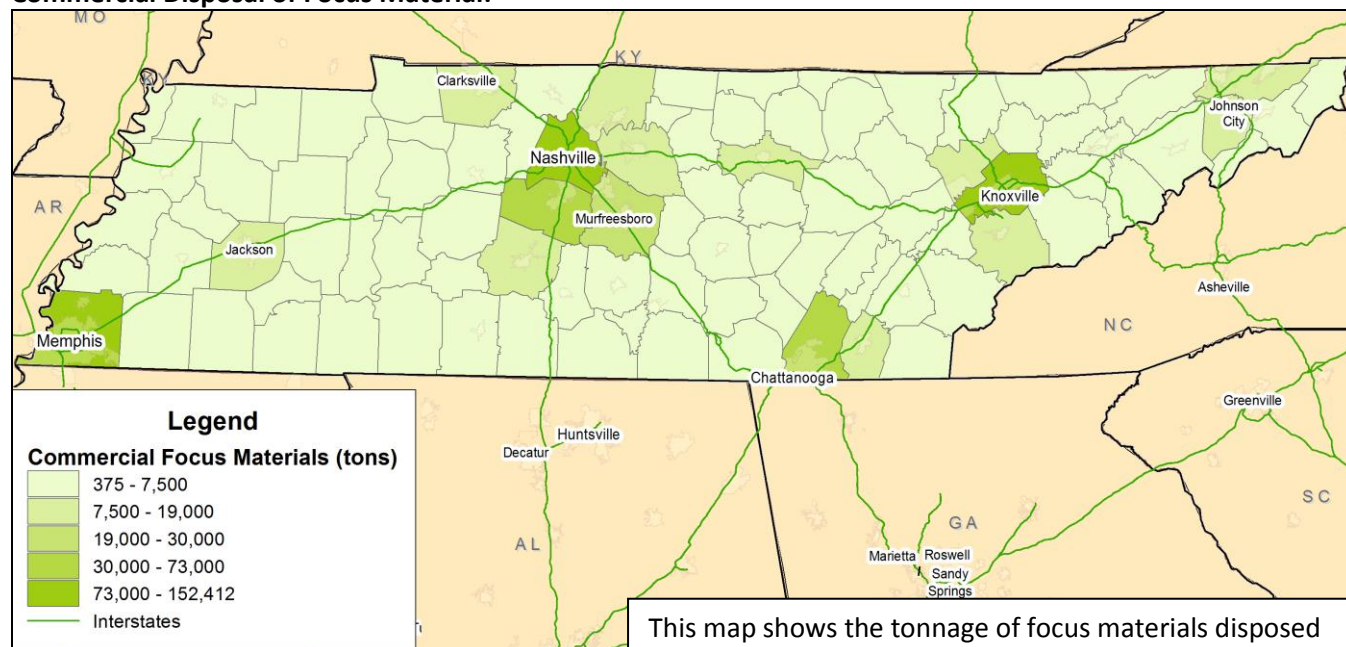 Commercial Disposal of Focus Material:
MO
KY
KY
Clarksville
Johnson
City
Nashville
Knoxville
AR
Murfreesboro
Jackson
Asheville
NC
Memphis
Chattanooga
Greenville
Huntsville
Decatur
SC
GA
AL
Marietta
Roswell
Sandy
Springs
Legend
Commercial Focus Materials (tons)
375 - 7,500
7,500 - 19,000
19,000 - 30,000
30,000 - 73,000
73,000 - 152,412
Interstates
This map shows the tonnage of focus materials disposed